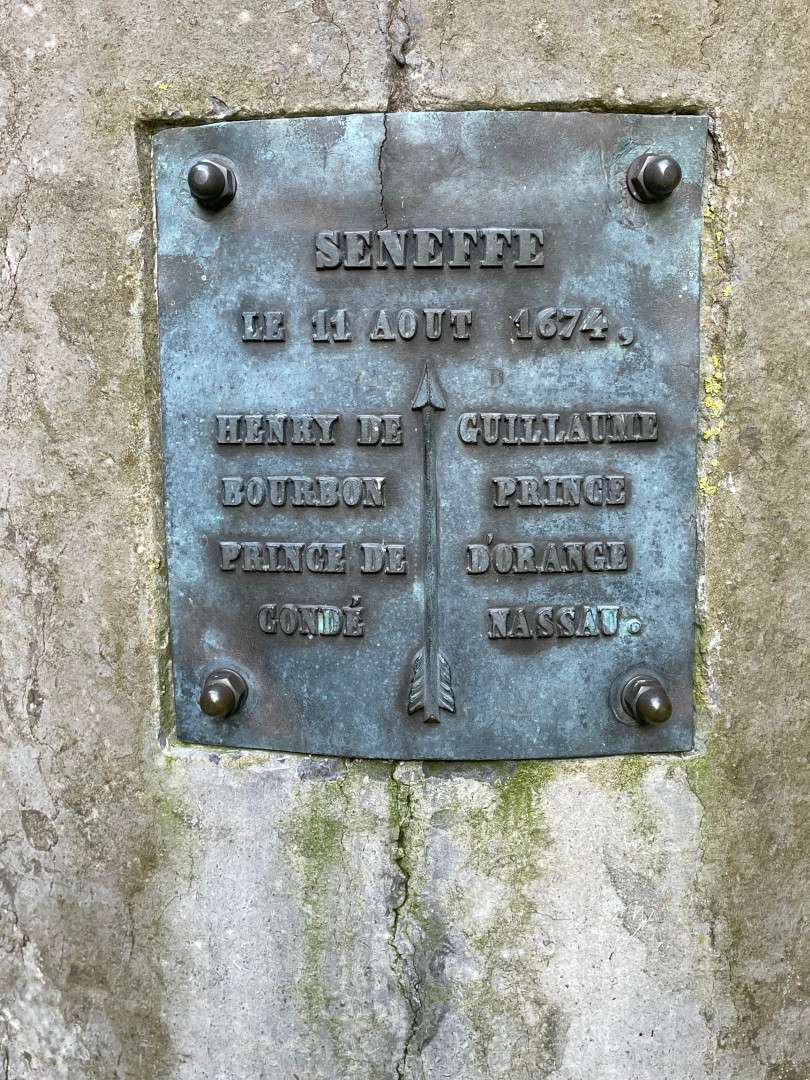 SENEFFE
LE 11 AOUT 1674,
HENRY DE
BOURBON
PRINCE DE
CONDÉ
GUILLAUME
PRINCE
D'ORANGE
NASSAU.